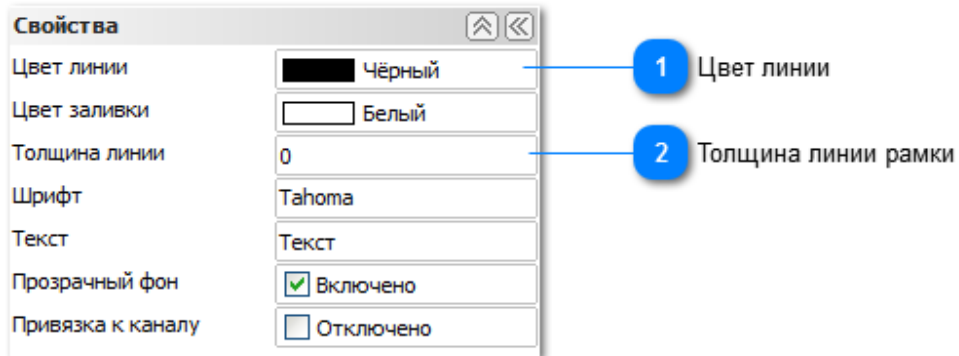 Свойства
Цвет линии Чёрный 1 Цвет линии
Цвет заливки Белый
Толщина линии 0 2 Толщина линии рамки
Шрифт Tahoma
Текст Текст
Прозрачный фон Включено
Привязка к каналу Отключено